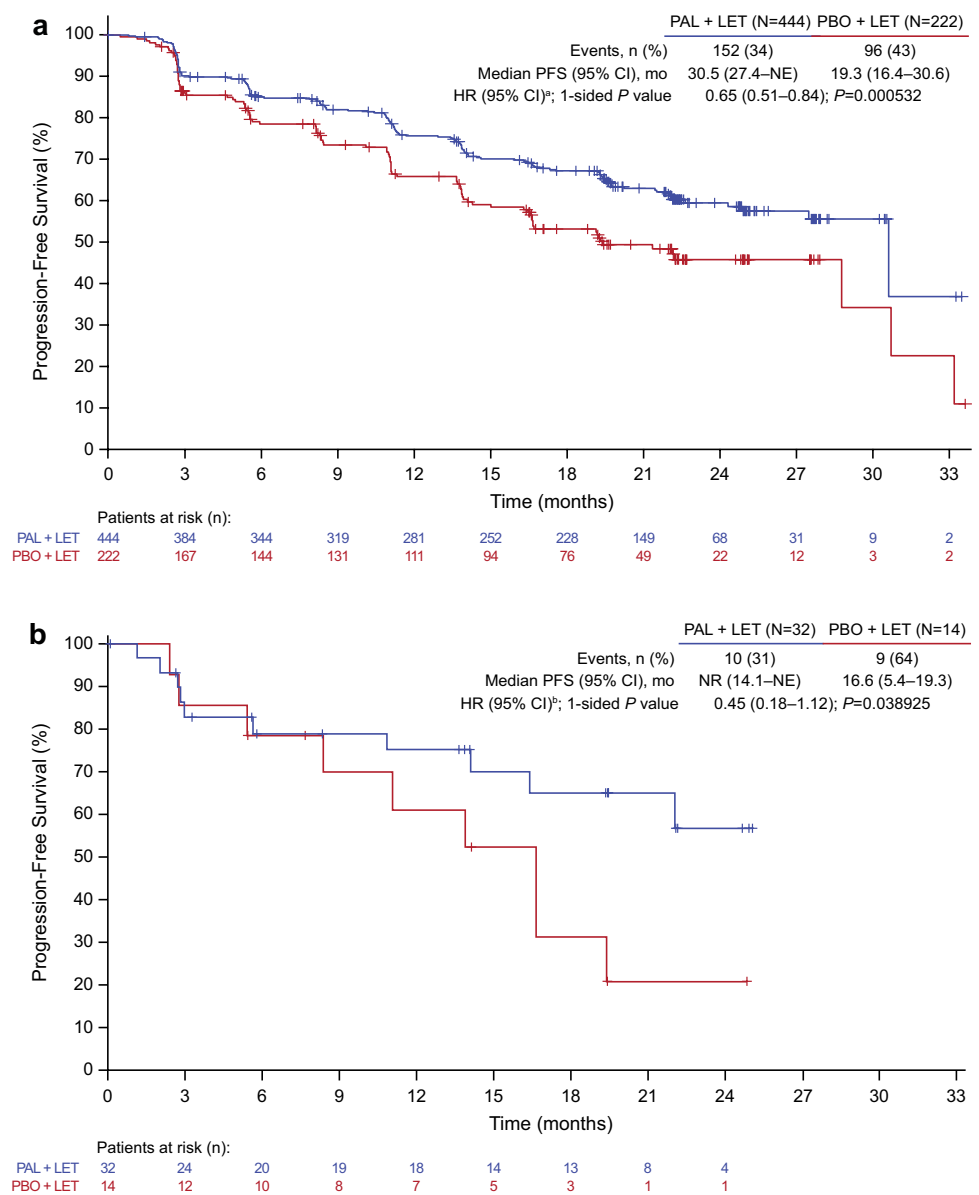 a
PAL + LET (N=444) PBO + LET (N=222)
Events, n (%) 152 (34) 96 (43)
Median PFS (95% CI), mo 30.5 (27.4–NE) 19.3 (16.4–30.6)
HR (95% CI)ᵃ; 1-sided P value 0.65 (0.51–0.84); P=0.000532
Progression-Free Survival (%)
100
90
80
70
60
50
40
30
20
10
0
0 3 6 9 12 15 18 21 24 27 30 33
Time (months)
Patients at risk (n):
PAL + LET 444 384 344 319 281 252 228 149 68 31 9 2
PBO + LET 222 167 144 131 111 94 76 49 22 12 3 2
b
PAL + LET (N=32) PBO + LET (N=14)
Events, n (%) 10 (31) 9 (64)
Median PFS (95% CI), mo NR (14.1–NE) 16.6 (5.4–19.3)
HR (95% CI)ᵇ; 1-sided P value 0.45 (0.18–1.12); P=0.038925
Progression-Free Survival (%)
100
90
80
70
60
50
40
30
20
10
0
0 3 6 9 12 15 18 21 24 27 30 33
Time (months)
Patients at risk (n):
PAL + LET 32 24 20 19 18 14 13 8 4
PBO + LET 14 12 10 8 7 5 3 1 1